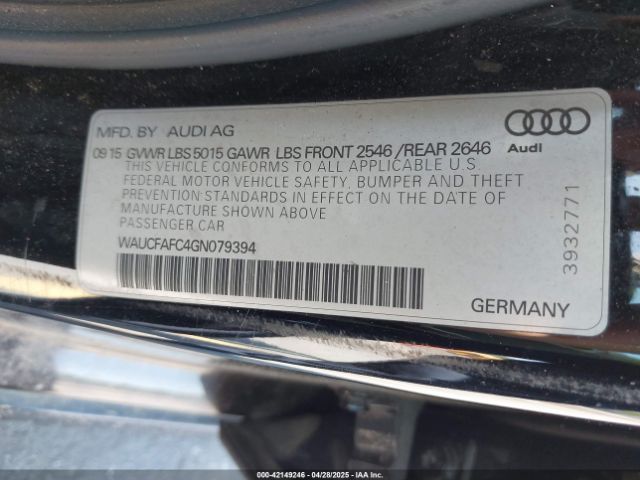 MFD. BY AUDI AG
09 15 GVWR LBS 5015 GAWR LBS FRONT 2546 /REAR 2646
Audi
THIS VEHICLE CONFORMS TO ALL APPLICABLE U.S.
FEDERAL MOTOR VEHICLE SAFETY, BUMPER AND THEFT
PREVENTION STANDARDS IN EFFECT ON THE DATE OF
MANUFACTURE SHOWN ABOVE
PASSENGER CAR
WAUCFAFC4GN079394
3932771
GERMANY
000-42149246 - 04/28/2025 - IAA Inc.